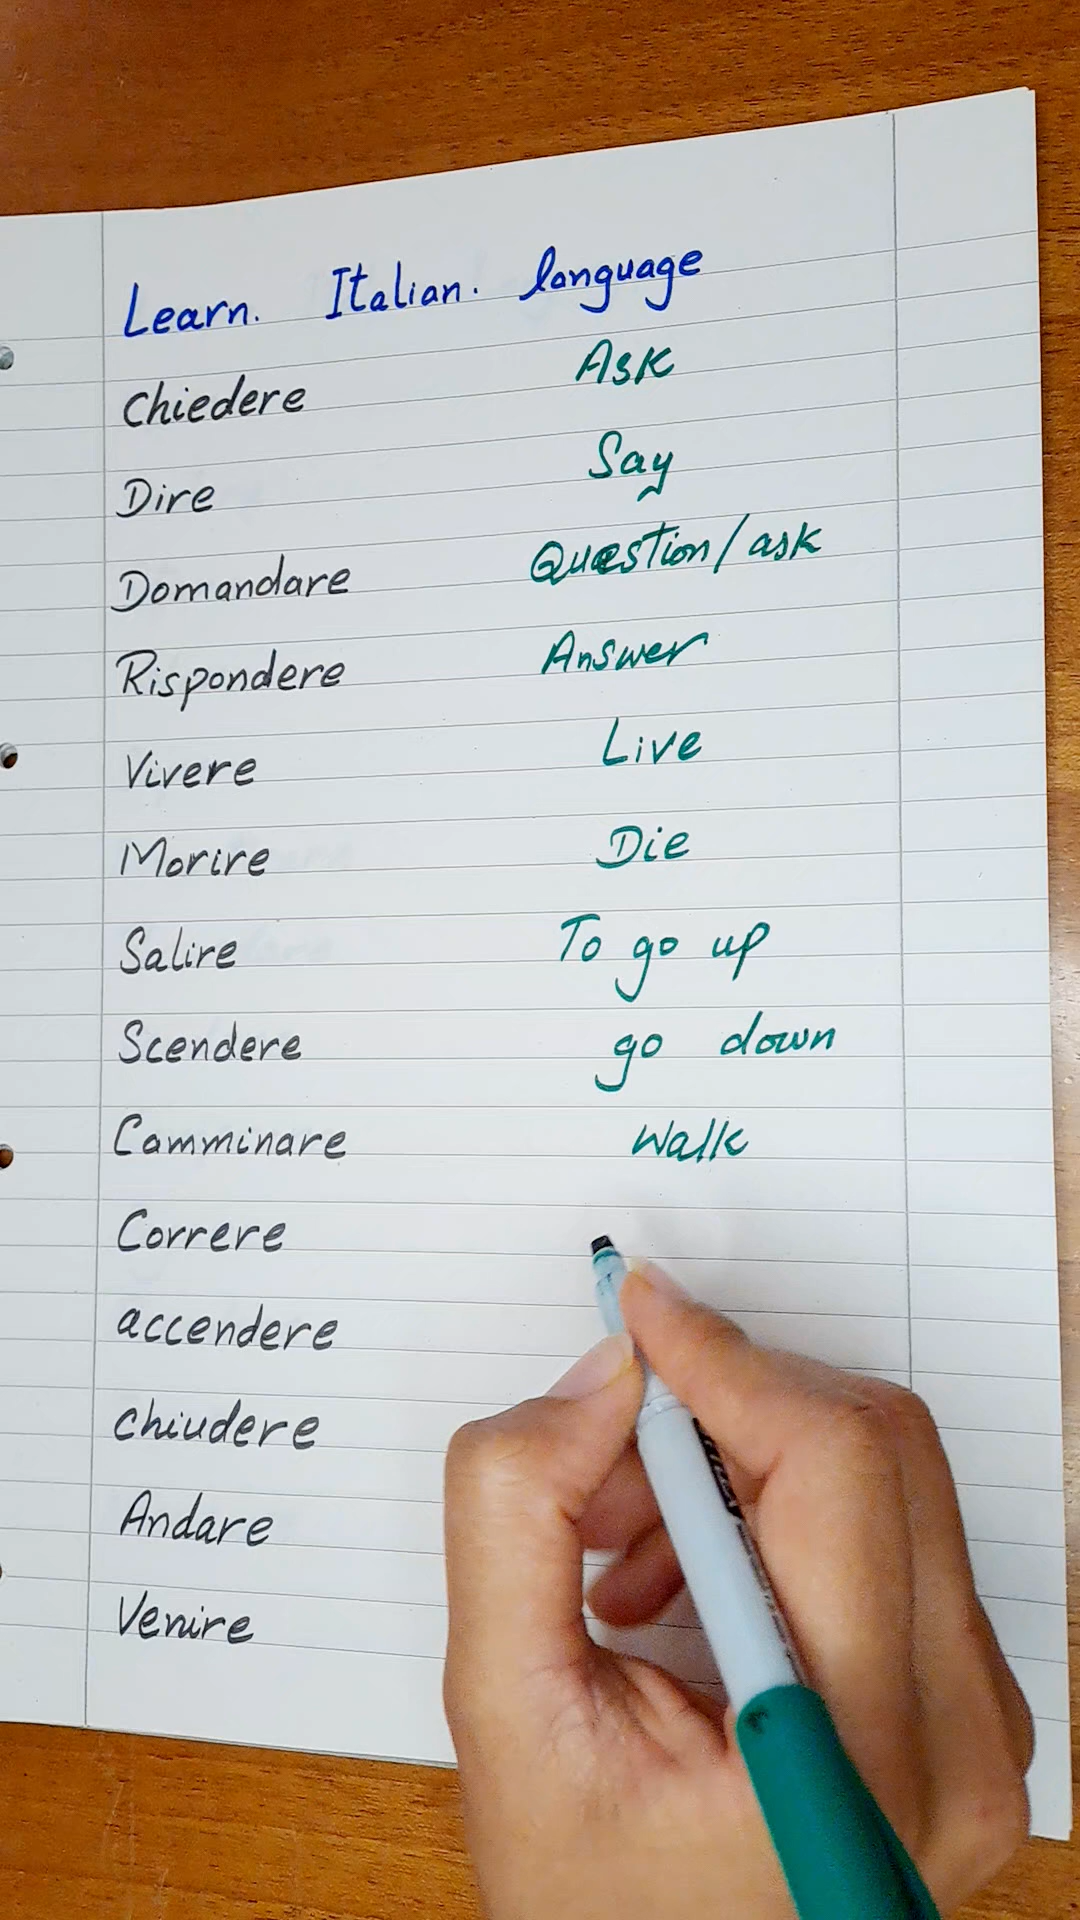 Learn. Italian. language
Chiedere Ask
Dire Say
Domandare Question/ask
Rispondere Answer
Vivere Live
Morire Die
Salire To go up
Scendere go down
Camminare Walk
Correre
accendere
chiudere
Andare
Venire